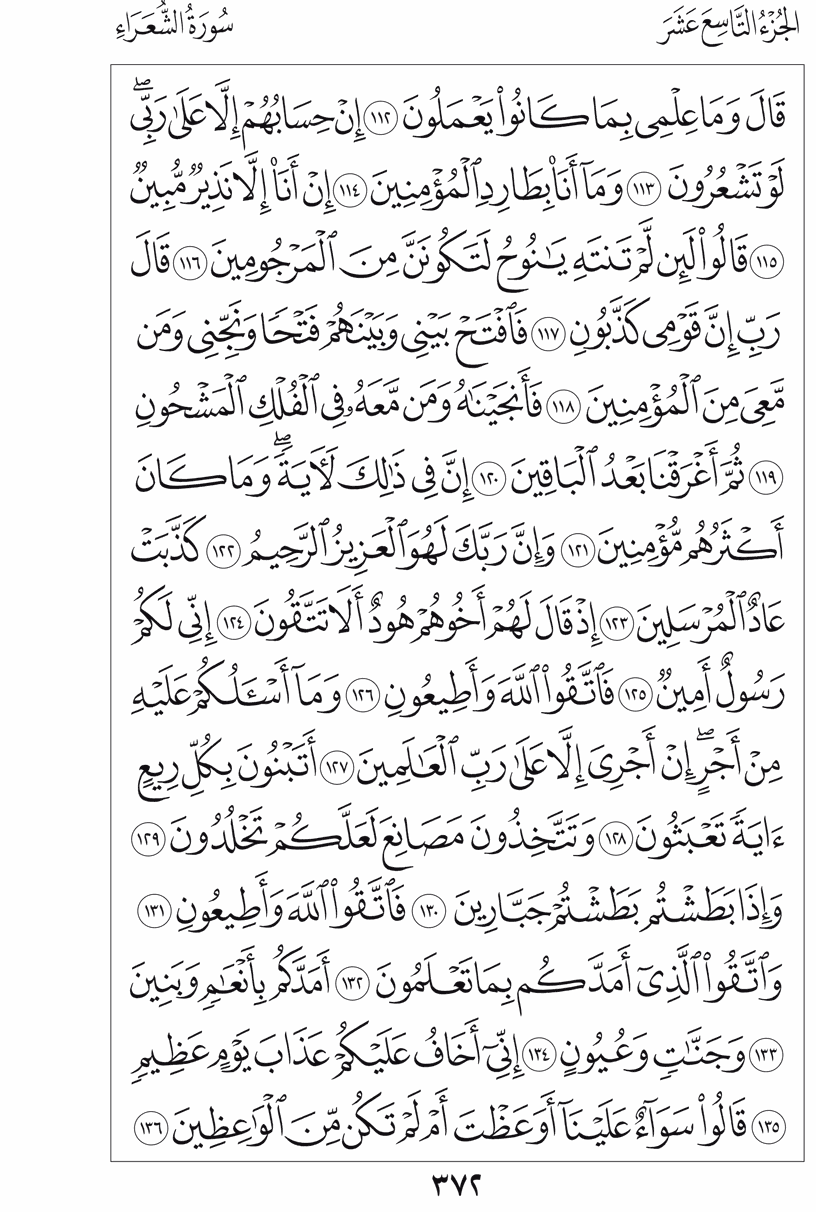 الجُزْءُ التَّاسِعَ عَشَرَ
سُورَةُ الشُّعَرَاءِ
قَالَ وَمَا عِلْمِى بِمَا كَانُوا۟ يَعْمَلُونَ ١١٢ إِنْ حِسَابُهُمْ إِلَّا عَلَىٰ رَبِّىۖ
لَوْ تَشْعُرُونَ ١١٣ وَمَآ أَنَا۠ بِطَارِدِ ٱلْمُؤْمِنِينَ ١١٤ إِنْ أَنَا۠ إِلَّا نَذِيرٌ مُّبِينٌ
١١٥ قَالُوا۟ لَئِن لَّمْ تَنتَهِ يَـٰنُوحُ لَتَكُونَنَّ مِنَ ٱلْمَرْجُومِينَ ١١٦ قَالَ
رَبِّ إِنَّ قَوْمِى كَذَّبُونِ ١١٧ فَٱفْتَحْ بَيْنِى وَبَيْنَهُمْ فَتْحًا وَنَجِّنِى وَمَن
مَّعِىَ مِنَ ٱلْمُؤْمِنِينَ ١١٨ فَأَنجَيْنَـٰهُ وَمَن مَّعَهُۥ فِى ٱلْفُلْكِ ٱلْمَشْحُونِ
١١٩ ثُمَّ أَغْرَقْنَا بَعْدُ ٱلْبَاقِينَ ١٢٠ إِنَّ فِى ذَٰلِكَ لَـَٔايَةًۖ وَمَا كَانَ
أَكْثَرُهُم مُّؤْمِنِينَ ١٢١ وَإِنَّ رَبَّكَ لَهُوَ ٱلْعَزِيزُ ٱلرَّحِيمُ ١٢٢ كَذَّبَتْ
عَادٌ ٱلْمُرْسَلِينَ ١٢٣ إِذْ قَالَ لَهُمْ أَخُوهُمْ هُودٌ أَلَا تَتَّقُونَ ١٢٤ إِنِّى لَكُمْ
رَسُولٌ أَمِينٌ ١٢٥ فَٱتَّقُوا۟ ٱللَّهَ وَأَطِيعُونِ ١٢٦ وَمَآ أَسْـَٔلُكُمْ عَلَيْهِ
مِنْ أَجْرٍۖ إِنْ أَجْرِىَ إِلَّا عَلَىٰ رَبِّ ٱلْعَـٰلَمِينَ ١٢٧ أَتَبْنُونَ بِكُلِّ رِيعٍ
ءَايَةً تَعْبَثُونَ ١٢٨ وَتَتَّخِذُونَ مَصَانِعَ لَعَلَّكُمْ تَخْلُدُونَ ١٢٩
وَإِذَا بَطَشْتُم بَطَشْتُمْ جَبَّارِينَ ١٣٠ فَٱتَّقُوا۟ ٱللَّهَ وَأَطِيعُونِ ١٣١
وَٱتَّقُوا۟ ٱلَّذِىٓ أَمَدَّكُم بِمَا تَعْلَمُونَ ١٣٢ أَمَدَّكُم بِأَنْعَـٰمٍ وَبَنِينَ
١٣٣ وَجَنَّـٰتٍ وَعُيُونٍ ١٣٤ إِنِّىٓ أَخَافُ عَلَيْكُمْ عَذَابَ يَوْمٍ عَظِيمٍ
١٣٥ قَالُوا۟ سَوَآءٌ عَلَيْنَآ أَوَعَظْتَ أَمْ لَمْ تَكُن مِّنَ ٱلْوَٰعِظِينَ ١٣٦
٣٧٢